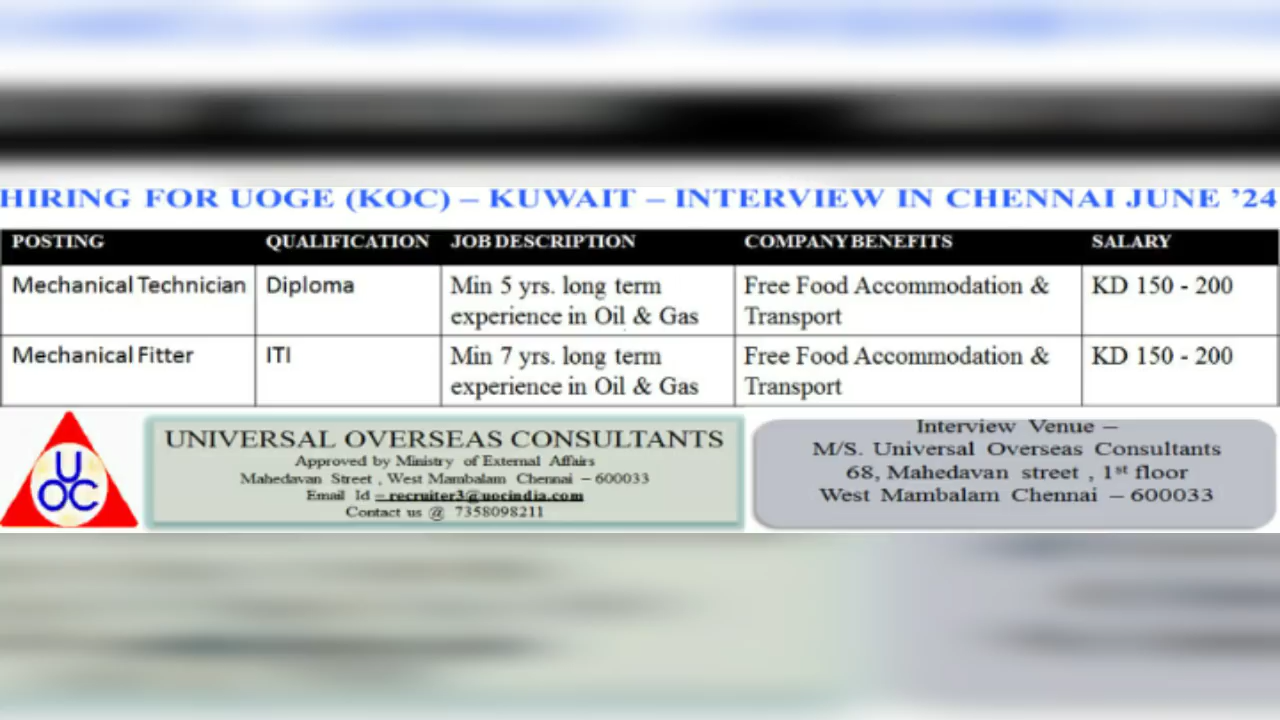 HIRING FOR UOGE (KOC) – KUWAIT – INTERVIEW IN CHENNAI JUNE ’24
POSTING QUALIFICATION JOB DESCRIPTION COMPANY BENEFITS SALARY
Mechanical Technician Diploma Min 5 yrs. long term experience in Oil & Gas Free Food Accommodation & Transport KD 150 - 200
Mechanical Fitter ITI Min 7 yrs. long term experience in Oil & Gas Free Food Accommodation & Transport KD 150 - 200
U
OC
UNIVERSAL OVERSEAS CONSULTANTS
Approved by Ministry of External Affairs
Mahedavan Street , West Mambalam Chennai – 600033
Email Id – recruiter3@uocindia.com
Contact us @ 7358098211
Interview Venue –
M/S. Universal Overseas Consultants
68, Mahedavan street , 1st floor
West Mambalam Chennai – 600033